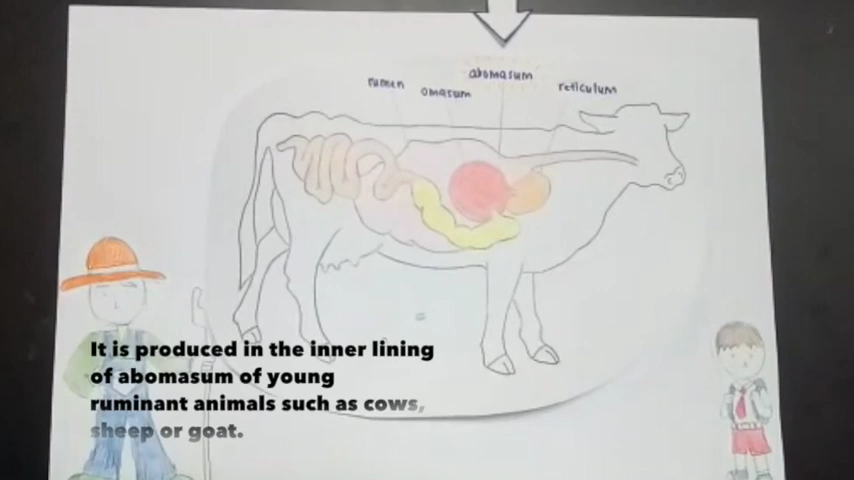 abomasum
rumen
omasum
reticulum
It is produced in the inner lining
of abomasum of young
ruminant animals such as cows,
sheep or goat.